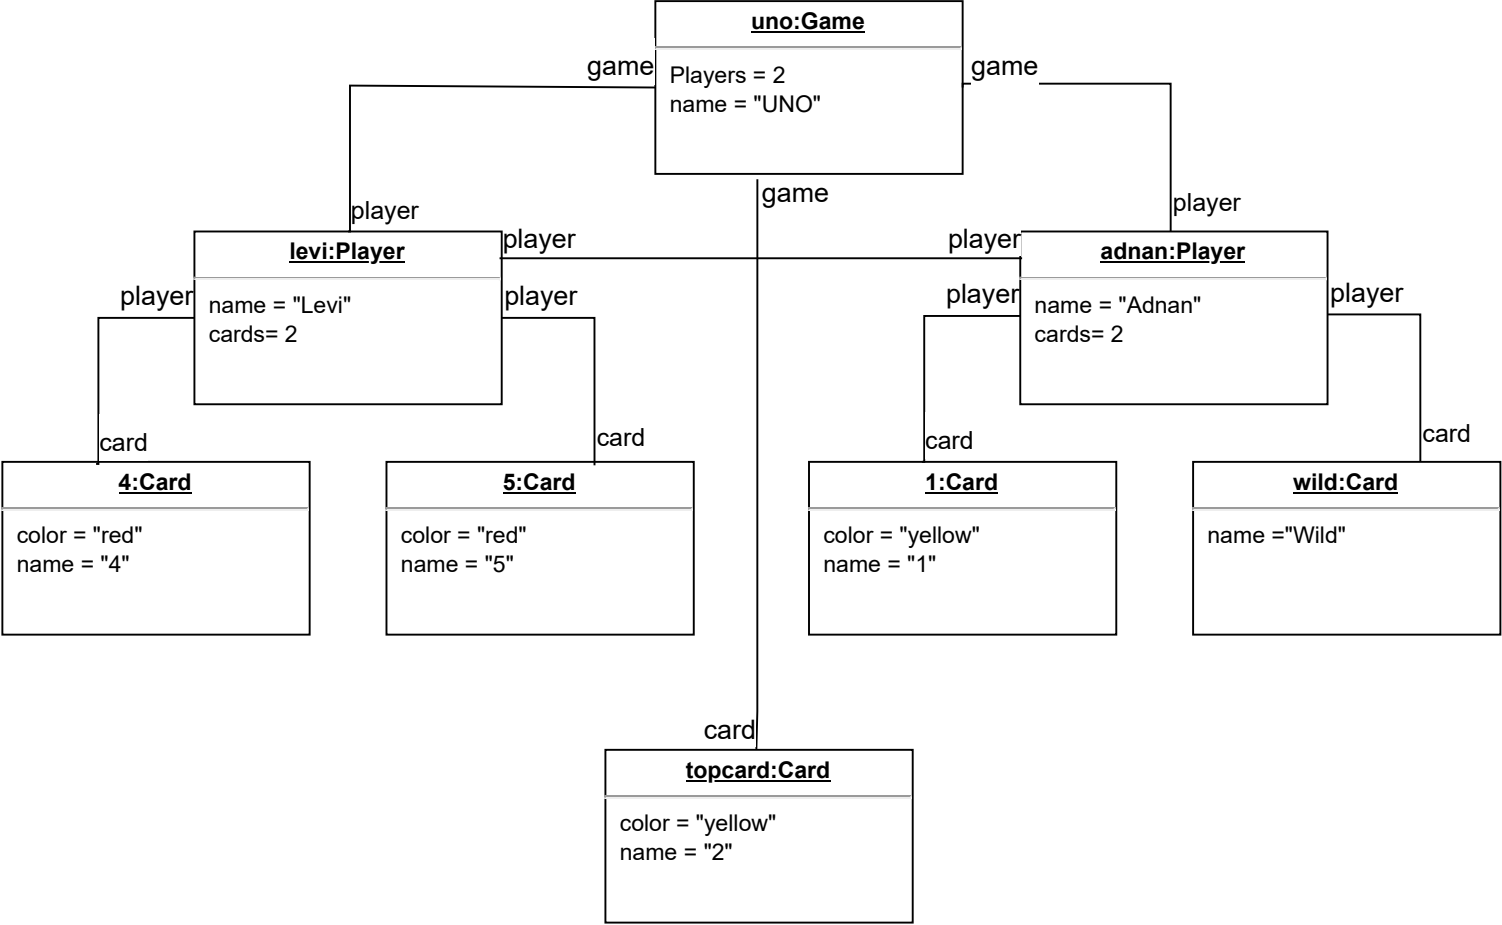 uno:Game
game
Players = 2
name = "UNO"
game
game
player
player
levi:Player
name = "Levi"
cards= 2
player
player
adnan:Player
name = "Adnan"
cards= 2
player
player
player
player
card
card
card
card
4:Card
color = "red"
name = "4"
5:Card
color = "red"
name = "5"
1:Card
color = "yellow"
name = "1"
wild:Card
name ="Wild"
card
topcard:Card
color = "yellow"
name = "2"